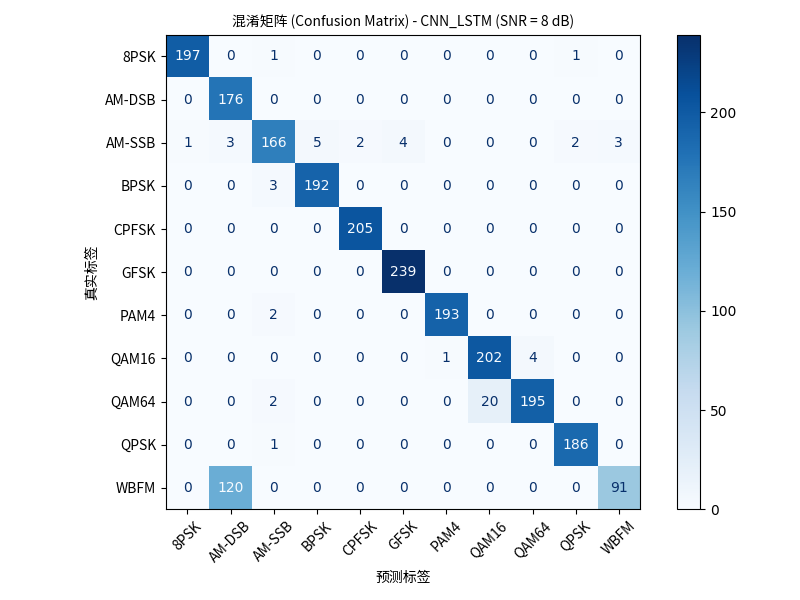 混淆矩阵 (Confusion Matrix) - CNN_LSTM (SNR = 8 dB)
8PSK 197 0 1 0 0 0 0 0 0 1 0
AM-DSB 0 176 0 0 0 0 0 0 0 0 0
AM-SSB 1 3 166 5 2 4 0 0 0 2 3
BPSK 0 0 3 192 0 0 0 0 0 0 0
CPFSK 0 0 0 0 205 0 0 0 0 0 0
GFSK 0 0 0 0 0 239 0 0 0 0 0
PAM4 0 0 2 0 0 0 193 0 0 0 0
QAM16 0 0 0 0 0 0 1 202 4 0 0
QAM64 0 0 2 0 0 0 0 20 195 0 0
QPSK 0 0 1 0 0 0 0 0 0 186 0
WBFM 0 120 0 0 0 0 0 0 0 0 91
8PSK AM-DSB AM-SSB BPSK CPFSK GFSK PAM4 QAM16 QAM64 QPSK WBFM
预测标签
真实标签
200
150
100
50
0